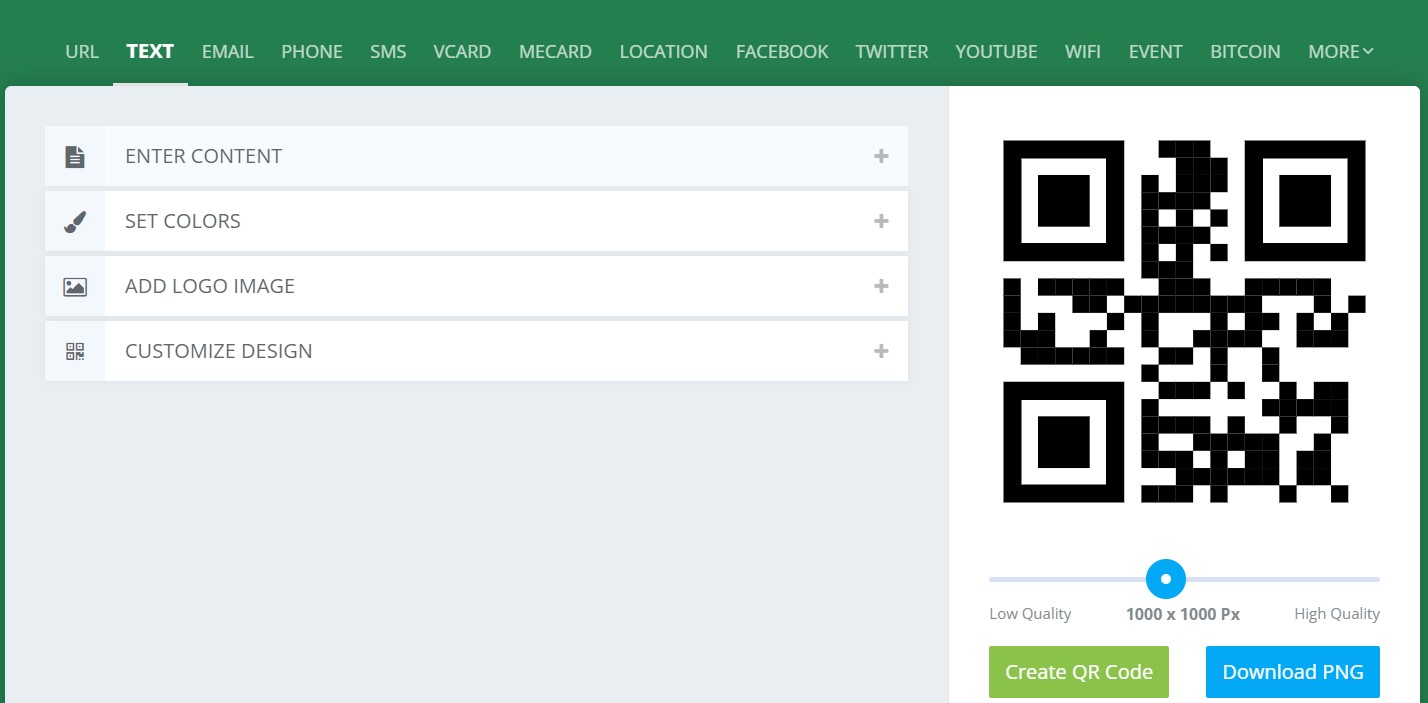 URL TEXT EMAIL PHONE SMS VCARD MECARD LOCATION FACEBOOK TWITTER YOUTUBE WIFI EVENT BITCOIN MORE
ENTER CONTENT
SET COLORS
ADD LOGO IMAGE
CUSTOMIZE DESIGN
Low Quality 1000 x 1000 Px High Quality
Create QR Code Download PNG